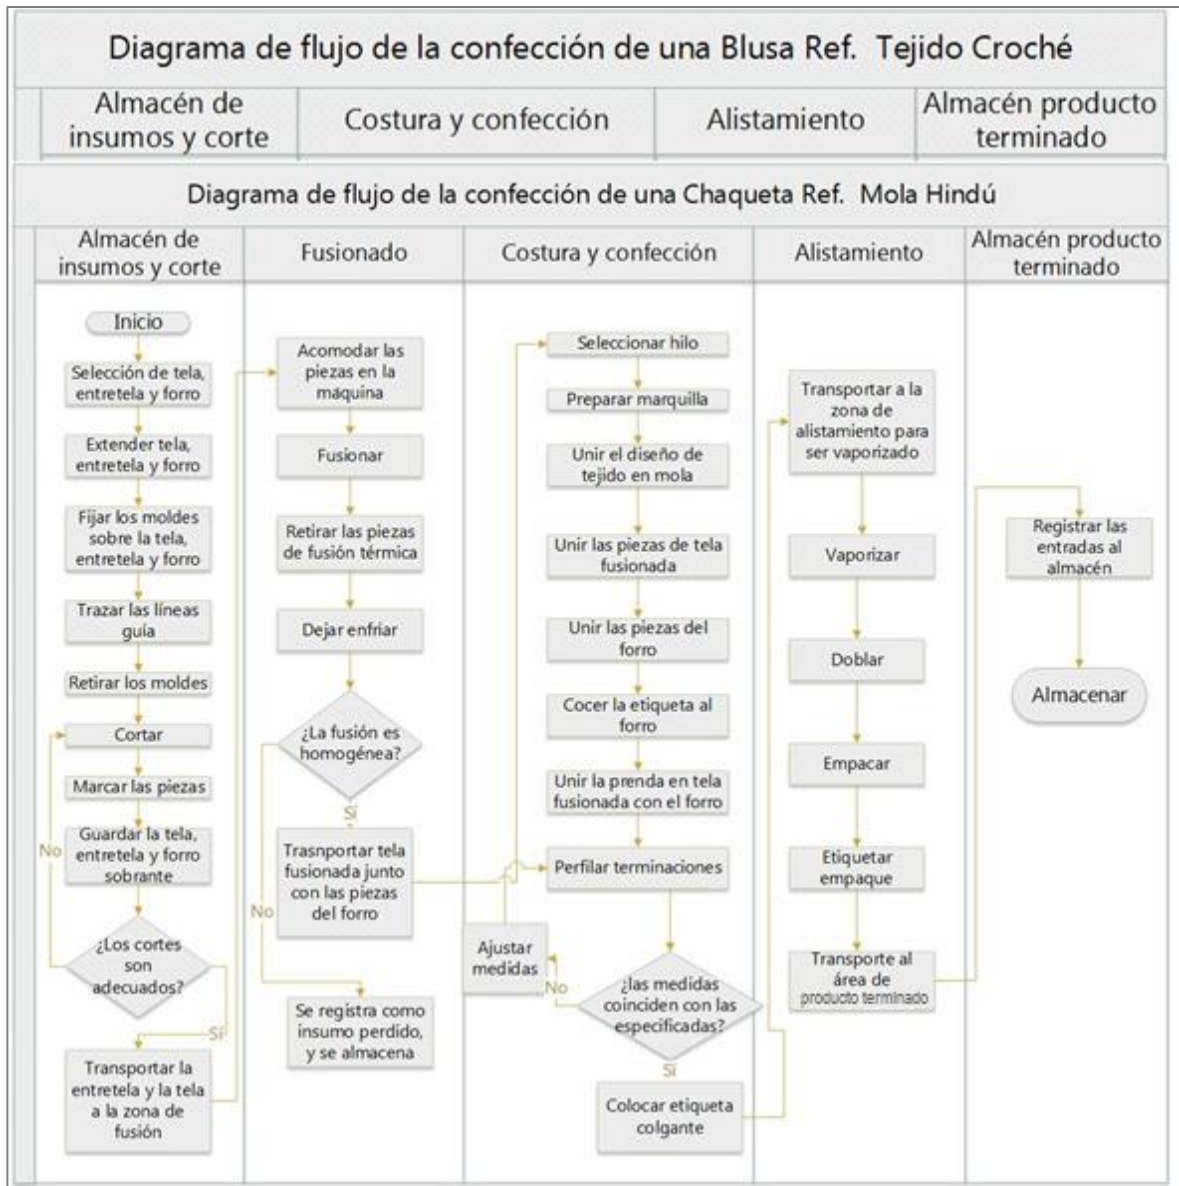 Diagrama de flujo de la confección de una Blusa Ref. Tejido Croché
Almacén de
insumos y corte
Costura y confección
Alistamiento
Almacén producto
terminado
Diagrama de flujo de la confección de una Chaqueta Ref. Mola Hindú
Almacén de
insumos y corte
Fusionado
Costura y confección
Alistamiento
Almacén producto
terminado
Inicio
Selección de tela,
entretela y forro
Extender tela,
entretela y forro
Fijar los moldes
sobre la tela,
entretela y forro
Trazar las líneas
guía
Retirar los moldes
Cortar
Marcar las piezas
Guardar la tela,
entretela y forro
sobrante
No
¿Los cortes
son
adecuados?
Sí
Transportar la
entretela y la tela
a la zona de
fusión
Acomodar las
piezas en la
máquina
Fusionar
Retirar las piezas
de fusión térmica
Dejar enfriar
¿La fusión es
homogénea?
Sí
Trasnportar tela
fusionada junto
con las piezas
del forro
No
Se registra como
insumo perdido,
y se almacena
Seleccionar hilo
Preparar marquilla
Unir el diseño de
tejido en mola
Unir las piezas de tela
fusionada
Unir las piezas del
forro
Cocer la etiqueta al
forro
Unir la prenda en tela
fusionada con el forro
Perfilar terminaciones
Ajustar
medidas
No
¿las medidas
coinciden con las
especificadas?
Sí
Colocar etiqueta
colgante
Transportar a la
zona de
alistamiento para
ser vaporizado
Vaporizar
Doblar
Empacar
Etiquetar
empaque
Transporte al
área de
producto terminado
Registrar las
entradas al
almacén
Almacenar